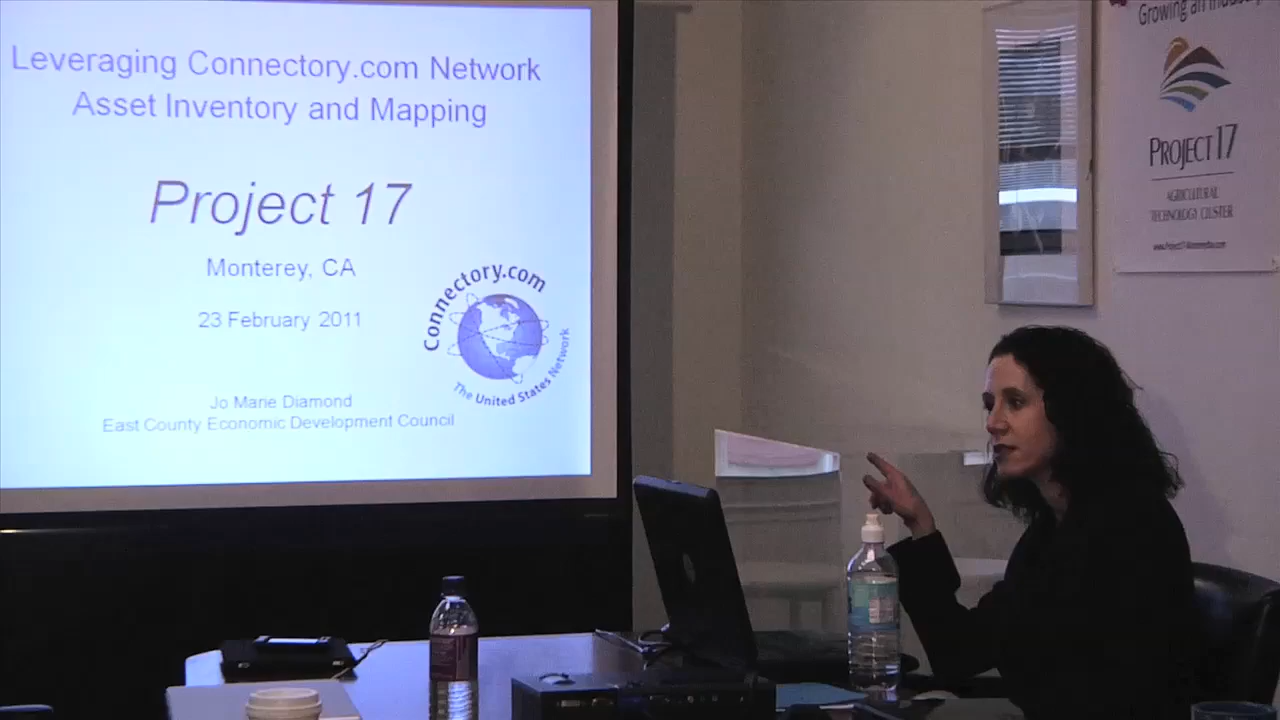 Leveraging Connectory.com Network
Asset Inventory and Mapping
Project 17
Monterey, CA
23 February 2011
Connectory.com
The United States Network
Jo Marie Diamond
East County Economic Development Council
Growing an
PROJECT 17
AGRICULTURAL
TECHNOLOGY CLUSTER